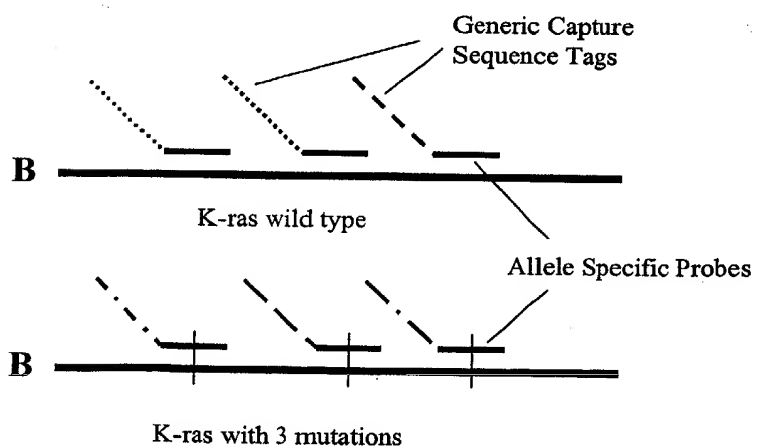 Generic Capture
Sequence Tags
B
K-ras wild type
Allele Specific Probes
B
K-ras with 3 mutations